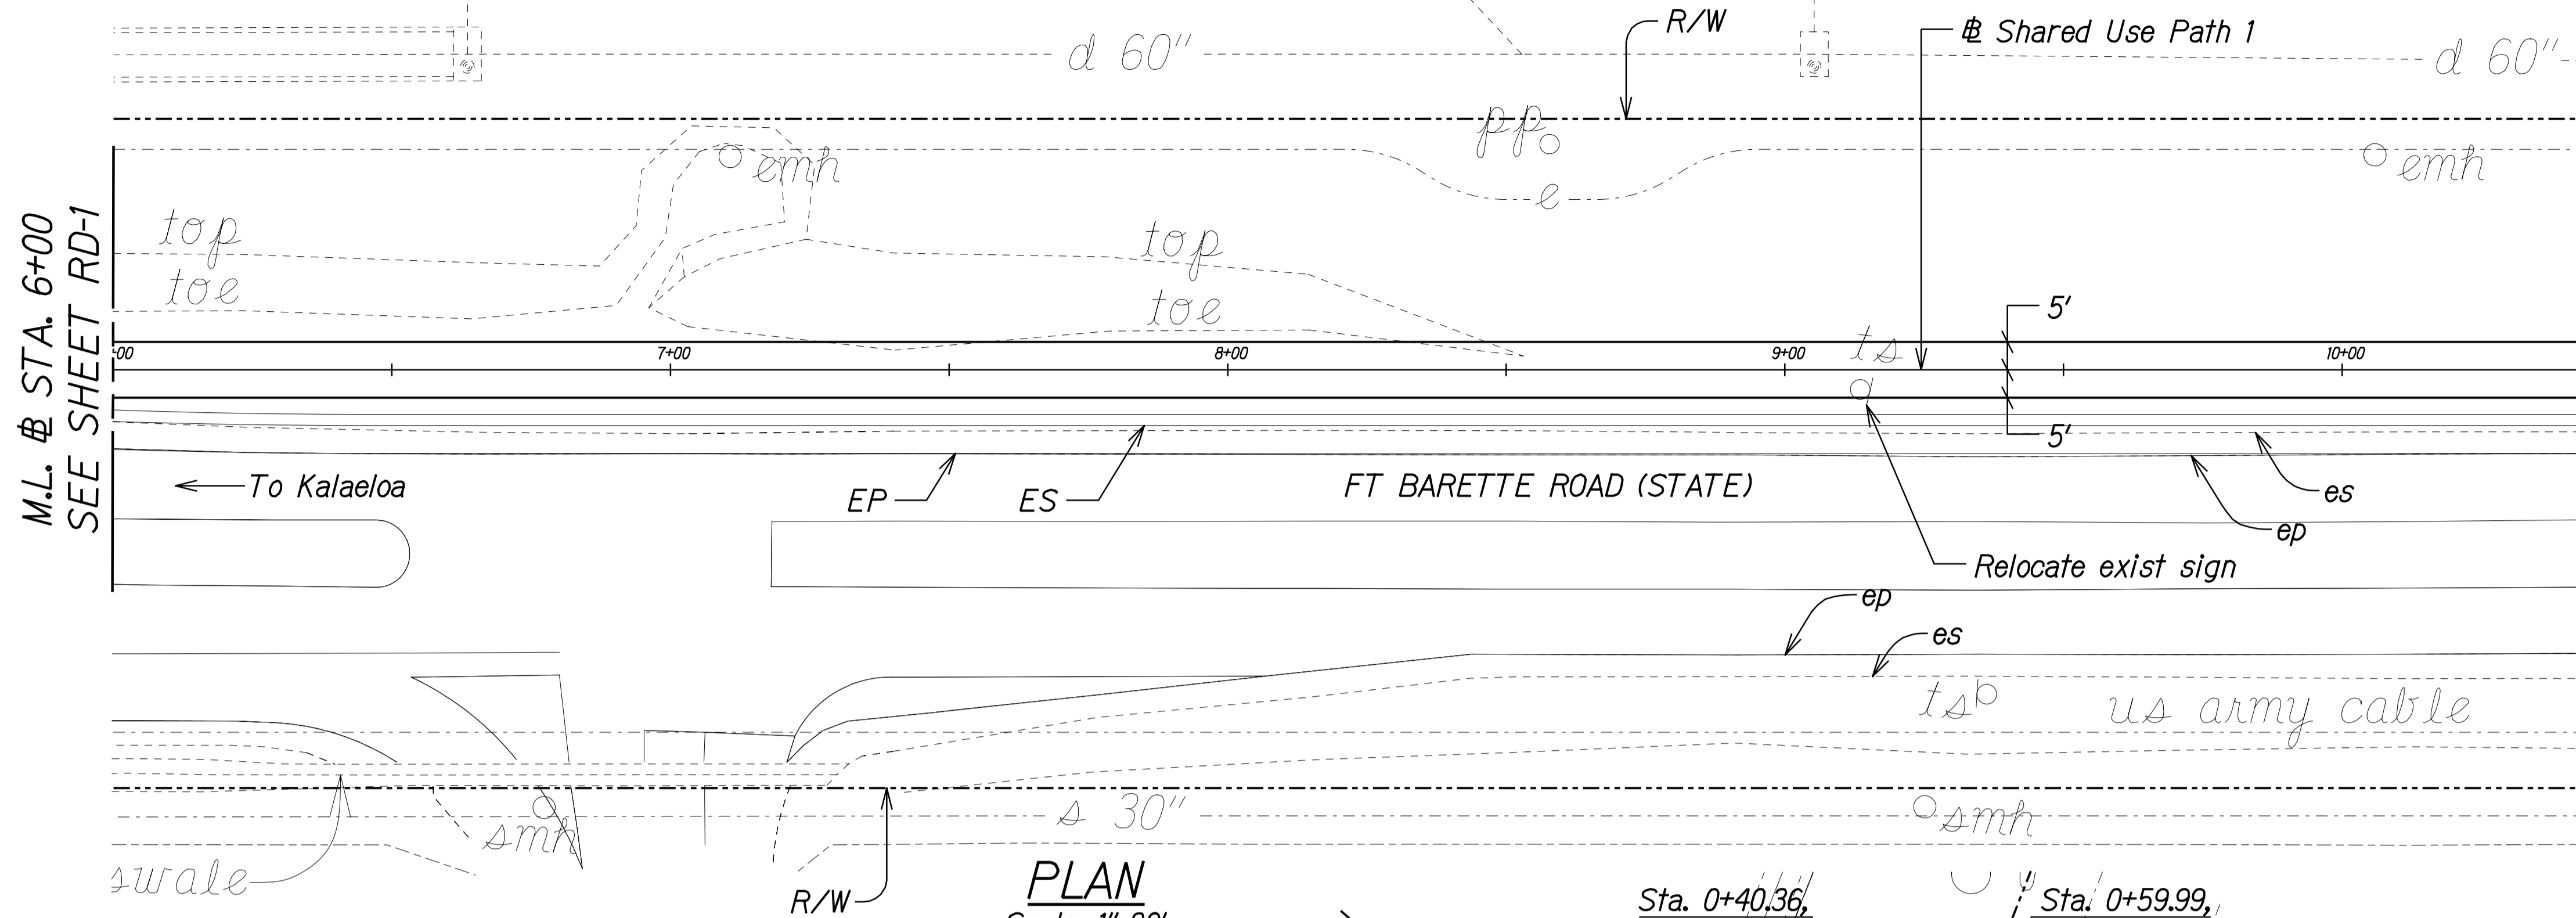 d 60"
R/W
BL Shared Use Path 1
d 60"
pp
emh
emh
e
top
toe
top
toe
M.L. BL STA. 6+00
SEE SHEET RD-1
5'
ts
7+00
8+00
9+00
10+00
5'
To Kalaeloa
EP
ES
FT BARETTE ROAD (STATE)
es
ep
Relocate exist sign
ep
es
ts
us army cable
s 30"
smh
smh
swale
R/W
PLAN
Sta. 0+40.36,
Sta. 0+59.99,